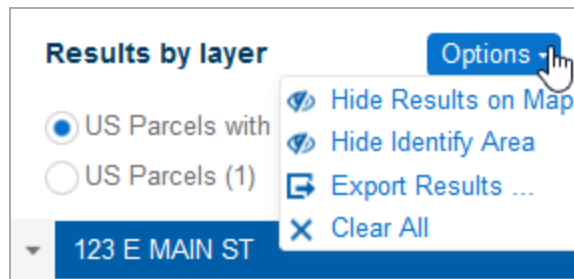 Results by layer
Options
Hide Results on Map
US Parcels with
Hide Identify Area
US Parcels (1)
Export Results ...
Clear All
123 E MAIN ST